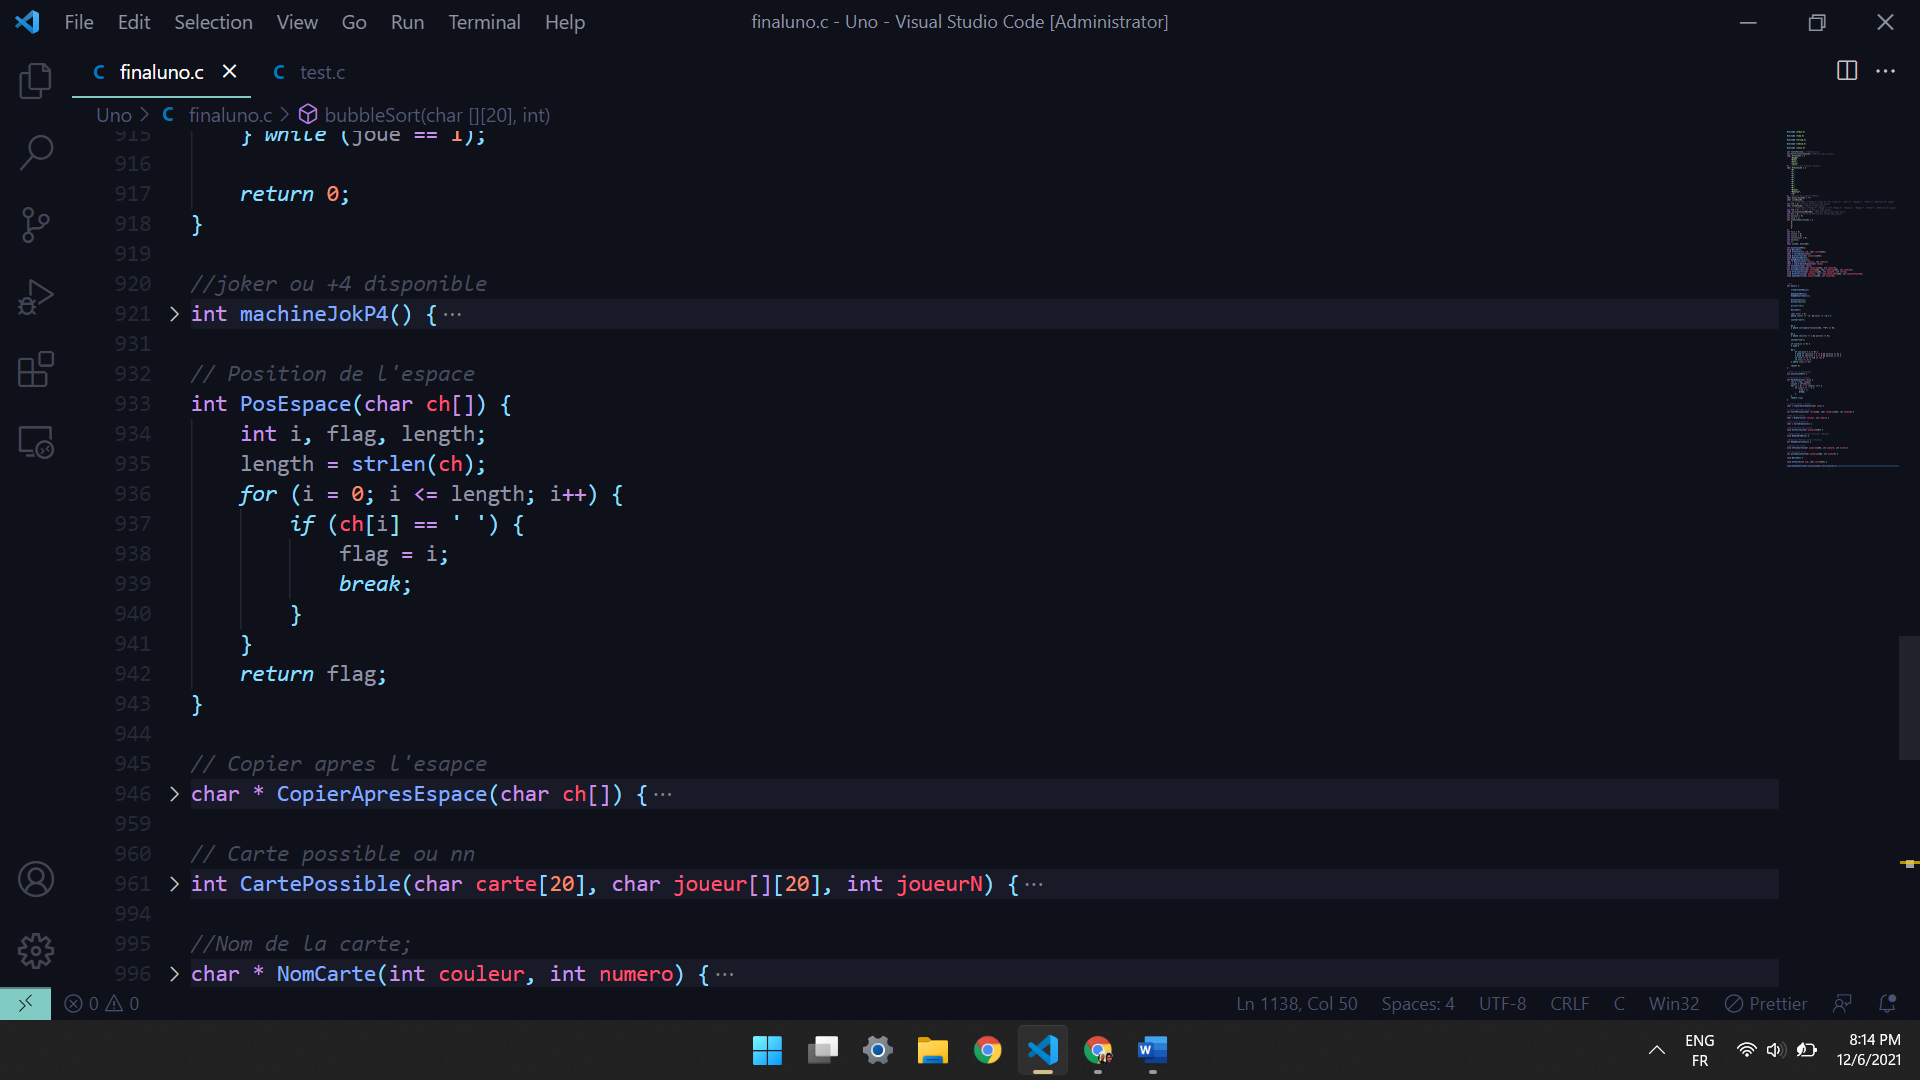 File Edit Selection View Go Run Terminal Help finaluno.c - Uno - Visual Studio Code [Administrator]
C finaluno.c × C test.c ···
Uno > C finaluno.c > bubbleSort(char [][20], int)
915 } while (joue == 1);
916
917 return 0;
918 }
919
920 //joker ou +4 disponible
921 > int machineJokP4() { ···
931
932 // Position de l'espace
933 int PosEspace(char ch[]) {
934 int i, flag, length;
935 length = strlen(ch);
936 for (i = 0; i <= length; i++) {
937 if (ch[i] == ' ') {
938 flag = i;
939 break;
940 }
941 }
942 return flag;
943 }
944
945 // Copier apres l'esapce
946 > char * CopierApresEspace(char ch[]) { ···
959
960 // Carte possible ou nn
961 > int CartePossible(char carte[20], char joueur[][20], int joueurN) { ···
994
995 //Nom de la carte;
996 > char * NomCarte(int couleur, int numero) { ···
0 0 Ln 1138, Col 50 Spaces: 4 UTF-8 CRLF C Win32 Prettier
W
ENG
FR
8:14 PM
12/6/2021